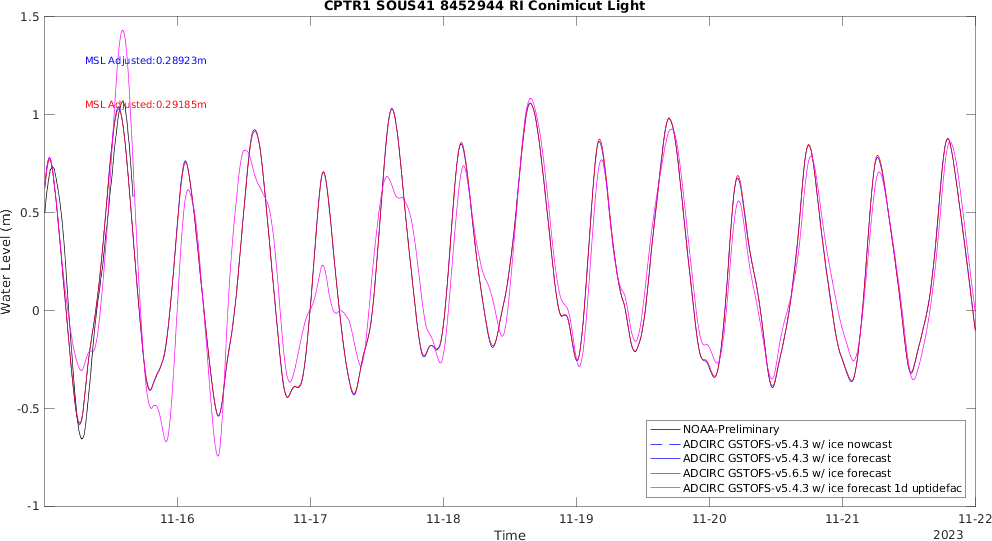 CPTR1 SOUS41 8452944 RI Conimicut Light
1.5
1
0.5
0
-0.5
-1
Water Level (m)
MSL Adjusted:0.28923m
MSL Adjusted:0.29185m
NOAA-Preliminary
ADCIRC GSTOFS-v5.4.3 w/ ice nowcast
ADCIRC GSTOFS-v5.4.3 w/ ice forecast
ADCIRC GSTOFS-v5.6.5 w/ ice forecast
ADCIRC GSTOFS-v5.4.3 w/ ice forecast 1d uptidefac
11-16 11-17 11-18 11-19 11-20 11-21 11-22
Time
2023